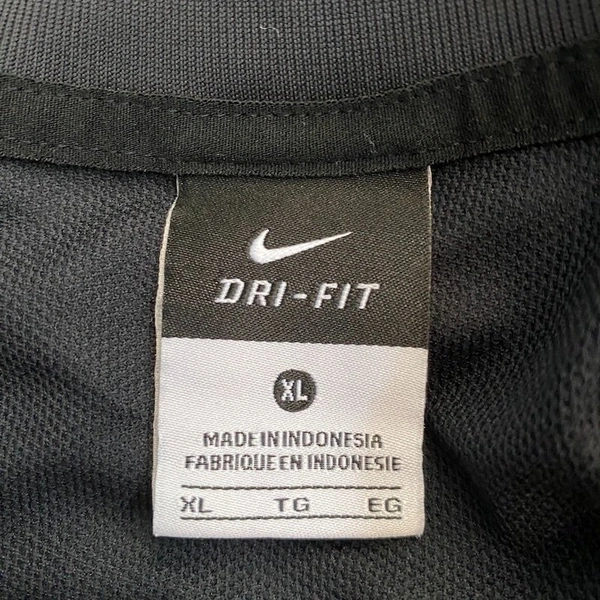 DRI-FIT
XL
MADE IN INDONESIA
FABRIQUE EN INDONESIE
XL TG EG